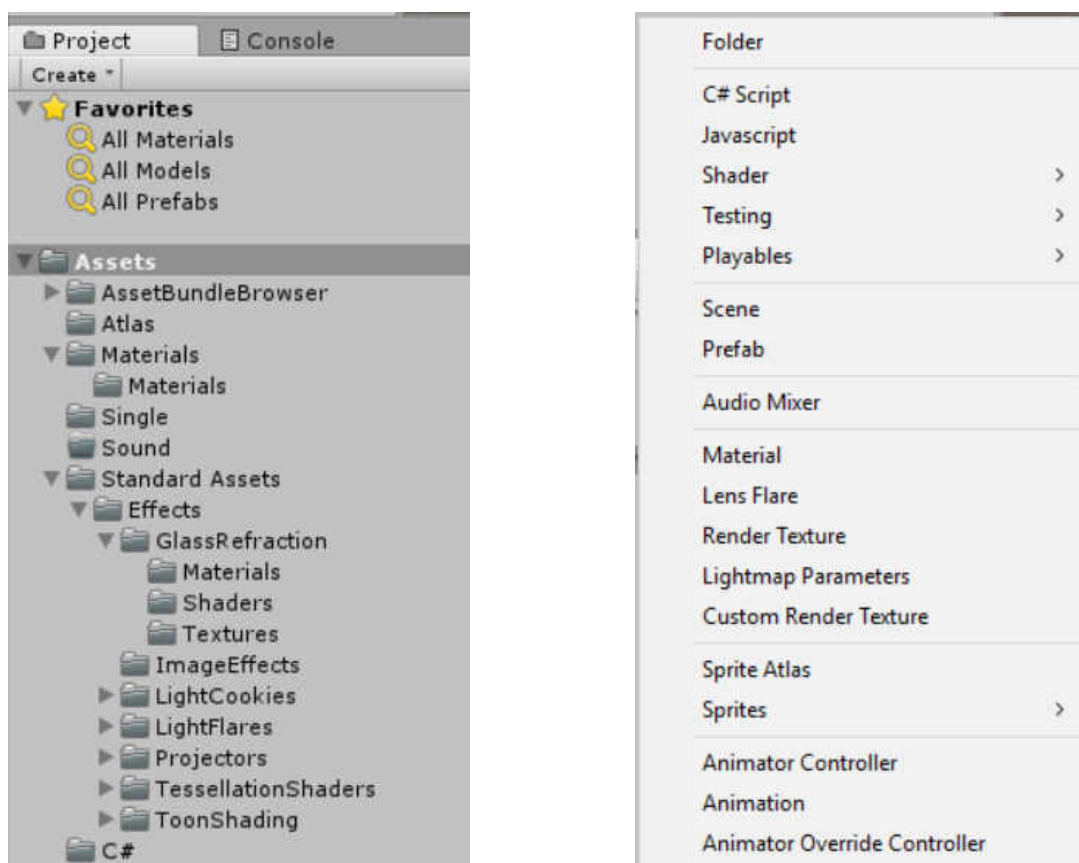 Project
Console
Create
Favorites
All Materials
All Models
All Prefabs
Assets
AssetBundleBrowser
Atlas
Materials
Materials
Single
Sound
Standard Assets
Effects
GlassRefraction
Materials
Shaders
Textures
ImageEffects
LightCookies
LightFlares
Projectors
TessellationShaders
ToonShading
C#
Folder
C# Script
Javascript
Shader
Testing
Playables
Scene
Prefab
Audio Mixer
Material
Lens Flare
Render Texture
Lightmap Parameters
Custom Render Texture
Sprite Atlas
Sprites
Animator Controller
Animation
Animator Override Controller